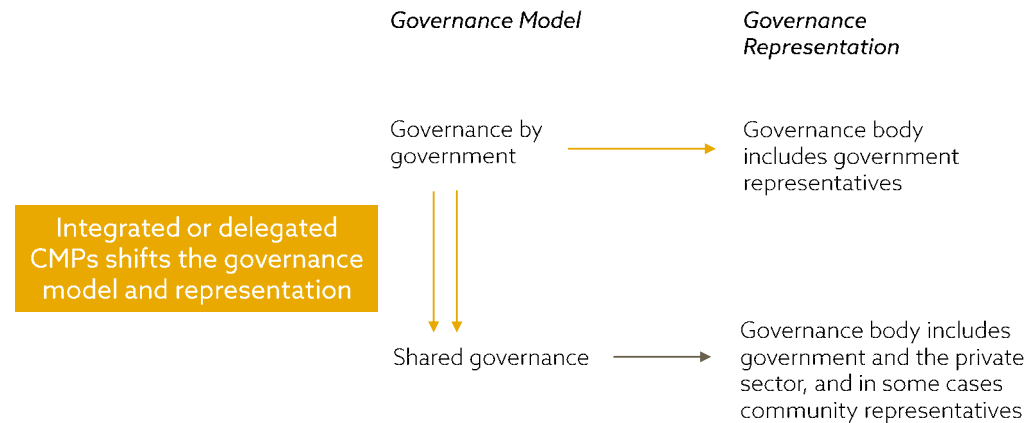 Governance Model
Governance
Representation
Governance by
government
Governance body
includes government
representatives
Integrated or delegated
CMPs shifts the governance
model and representation
Shared governance
Governance body includes
government and the private
sector, and in some cases
community representatives